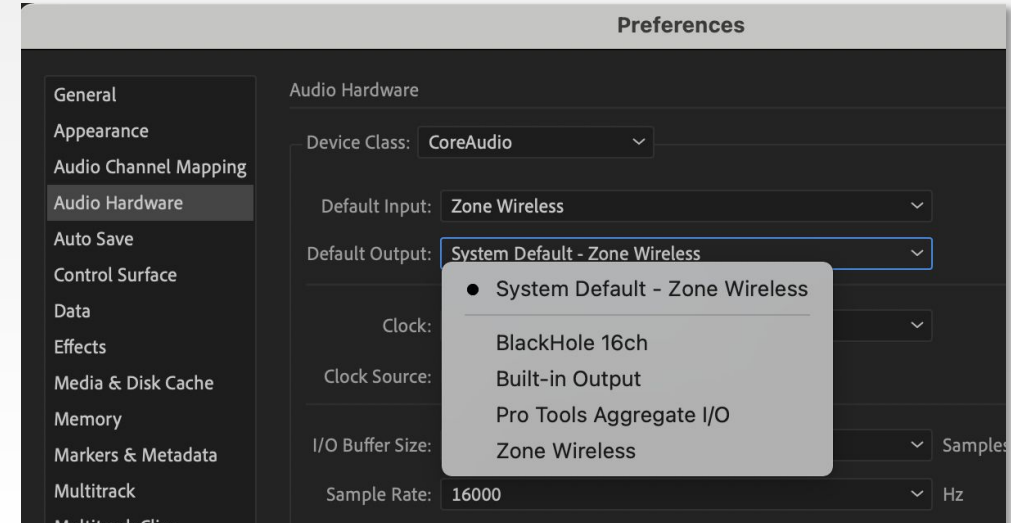 Preferences
General
Appearance
Audio Channel Mapping
Audio Hardware
Auto Save
Control Surface
Data
Effects
Media & Disk Cache
Memory
Markers & Metadata
Multitrack
Audio Hardware
Device Class: CoreAudio
Default Input: Zone Wireless
Default Output: System Default - Zone Wireless
System Default - Zone Wireless
BlackHole 16ch
Built-in Output
Pro Tools Aggregate I/O
Zone Wireless
Clock:
Clock Source:
I/O Buffer Size: Samples
Sample Rate: 16000 Hz